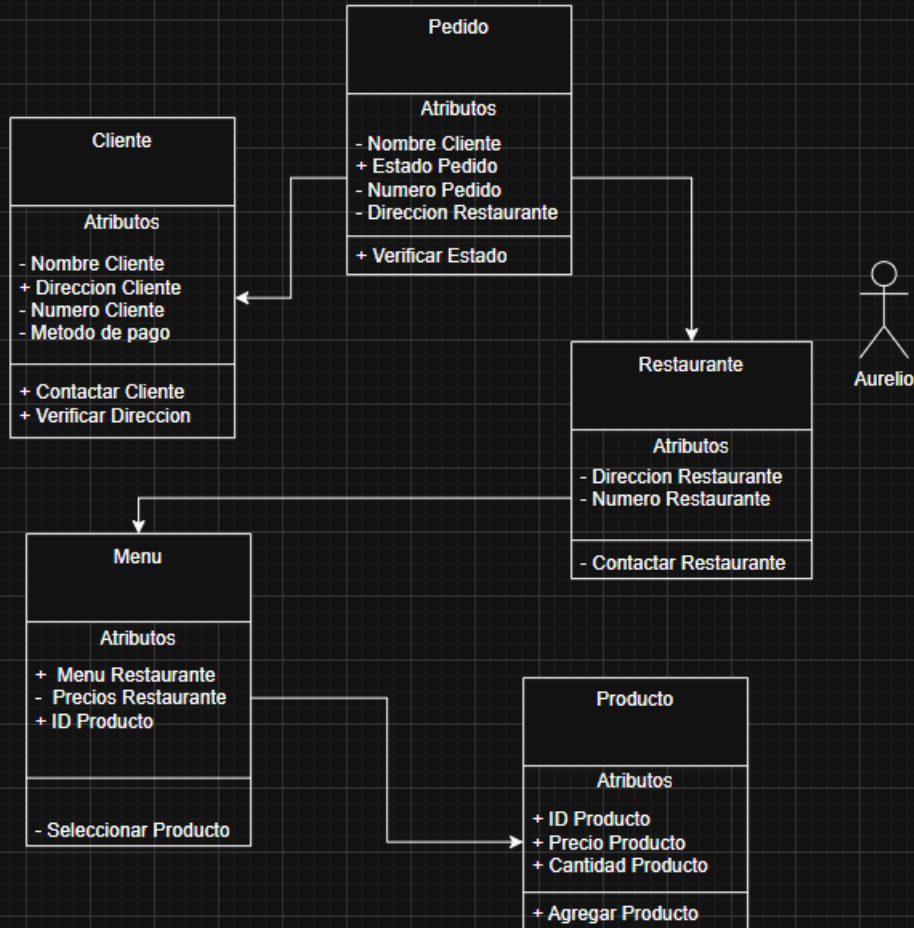 Pedido
Atributos
- Nombre Cliente
+ Estado Pedido
- Numero Pedido
- Direccion Restaurante
+ Verificar Estado
Cliente
Atributos
- Nombre Cliente
+ Direccion Cliente
- Numero Cliente
- Metodo de pago
+ Contactar Cliente
+ Verificar Direccion
Restaurante
Atributos
- Direccion Restaurante
- Numero Restaurante
- Contactar Restaurante
Aurelio
Menu
Atributos
+ Menu Restaurante
- Precios Restaurante
+ ID Producto
- Seleccionar Producto
Producto
Atributos
+ ID Producto
+ Precio Producto
+ Cantidad Producto
+ Agregar Producto